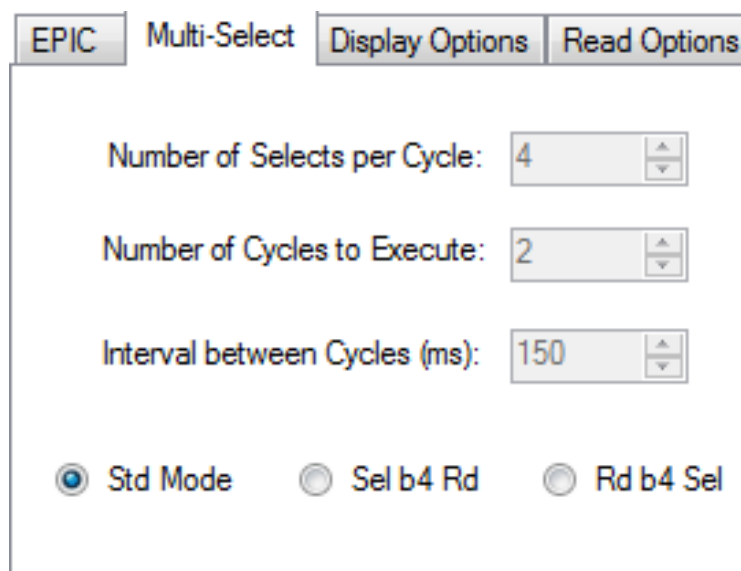 EPIC Multi-Select Display Options Read Options
Number of Selects per Cycle: 4
Number of Cycles to Execute: 2
Interval between Cycles (ms): 150
Std Mode Sel b4 Rd Rd b4 Sel